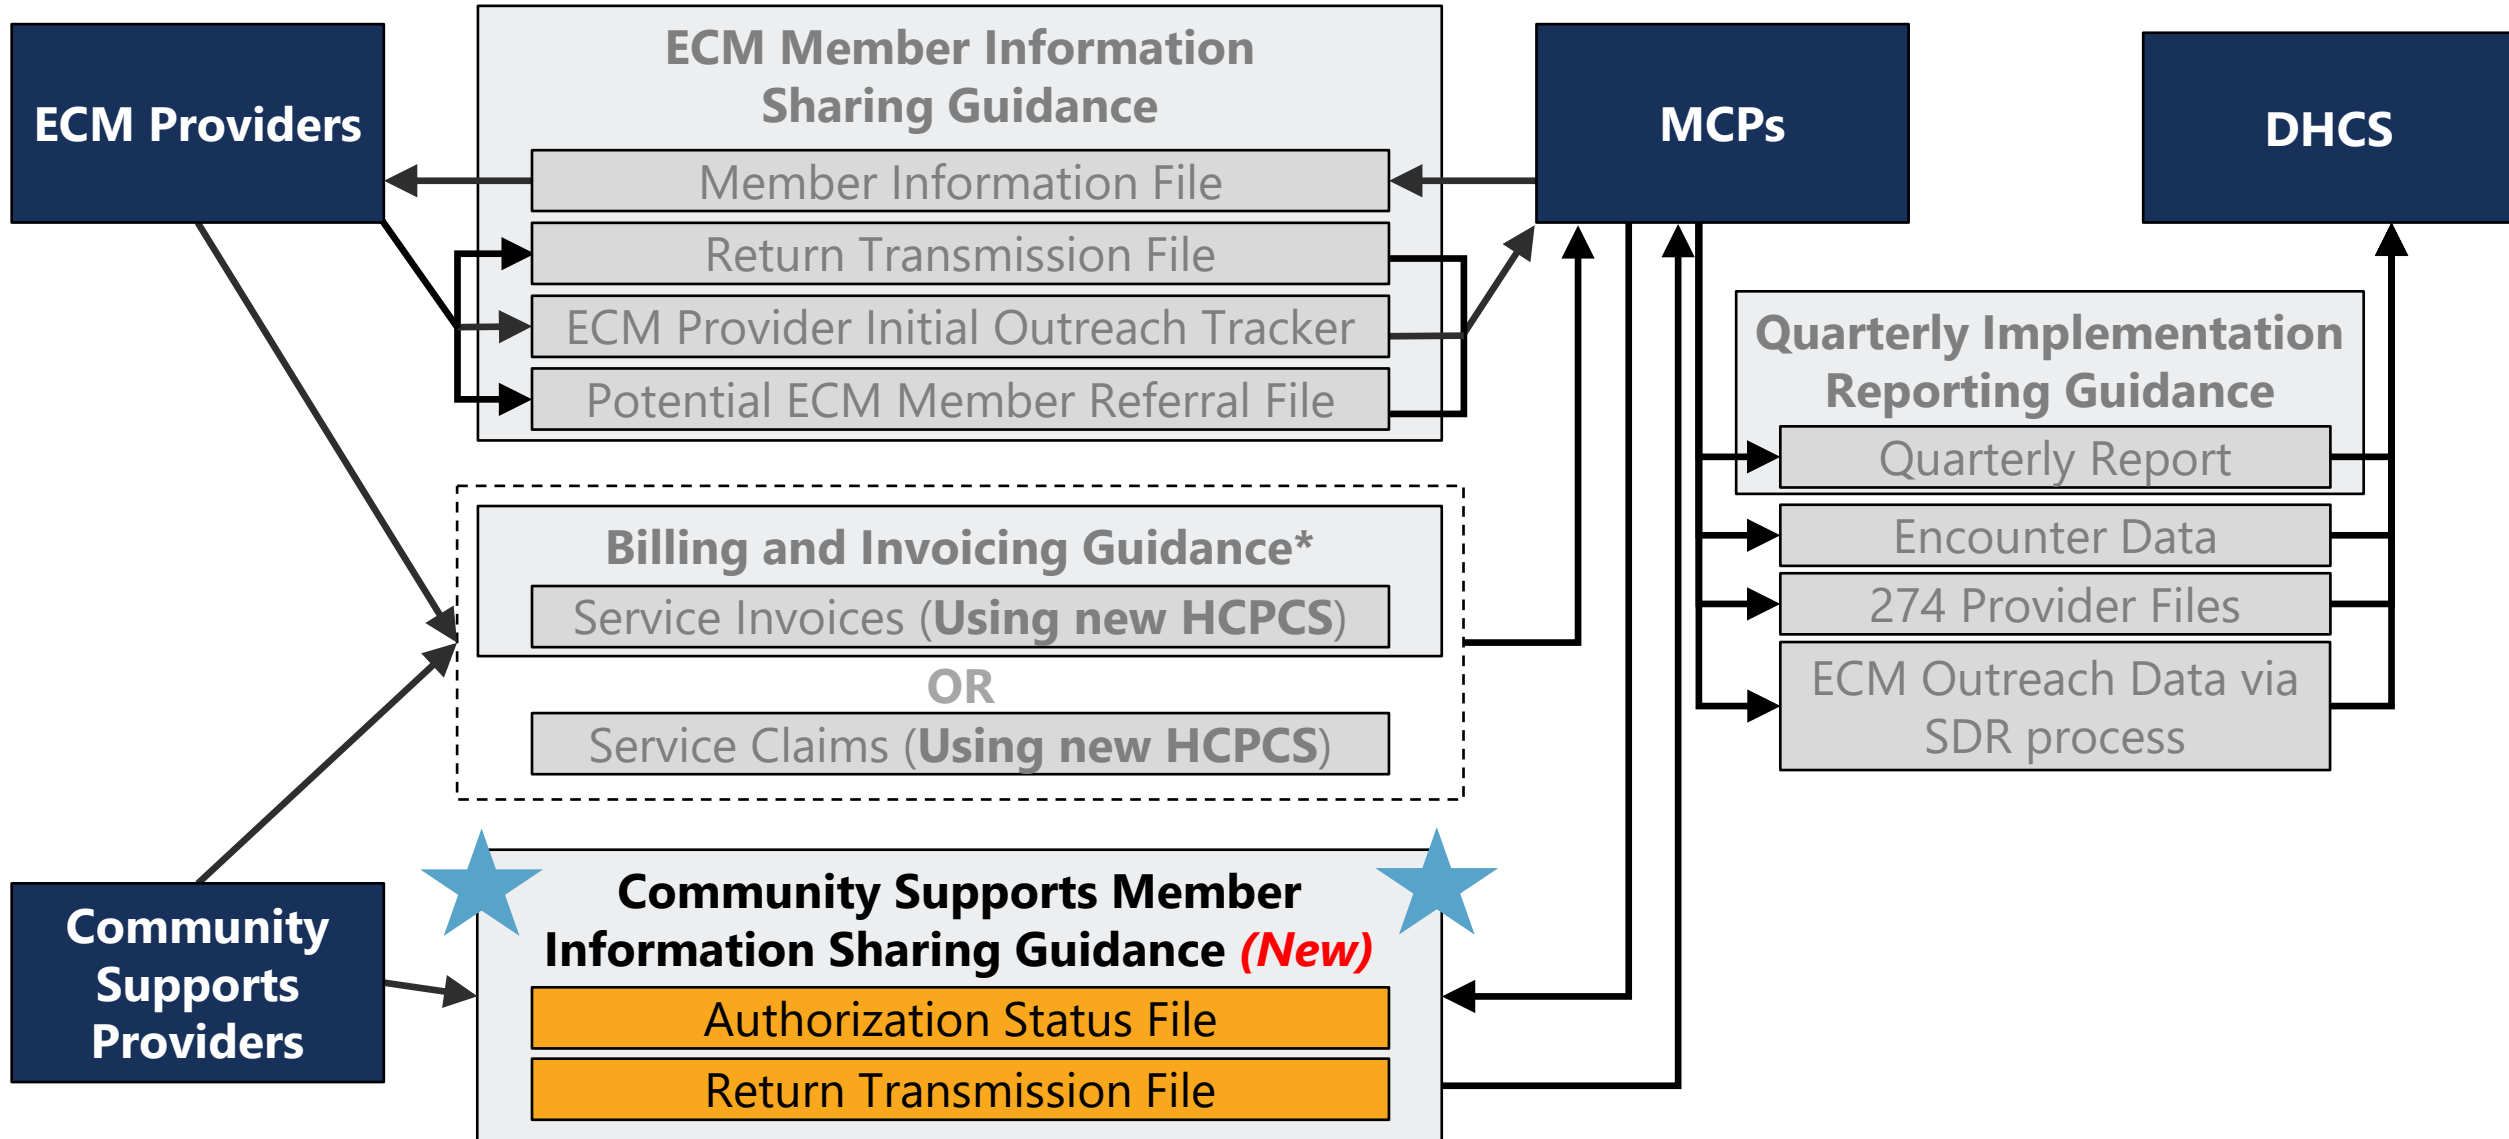 ECM Providers
ECM Member Information
Sharing Guidance
Member Information File
Return Transmission File
ECM Provider Initial Outreach Tracker
Potential ECM Member Referral File
MCPs
DHCS
Quarterly Implementation
Reporting Guidance
Quarterly Report
Encounter Data
274 Provider Files
ECM Outreach Data via
SDR process
Billing and Invoicing Guidance*
Service Invoices (Using new HCPCS)
OR
Service Claims (Using new HCPCS)
Community
Supports
Providers
Community Supports Member
Information Sharing Guidance (New)
Authorization Status File
Return Transmission File